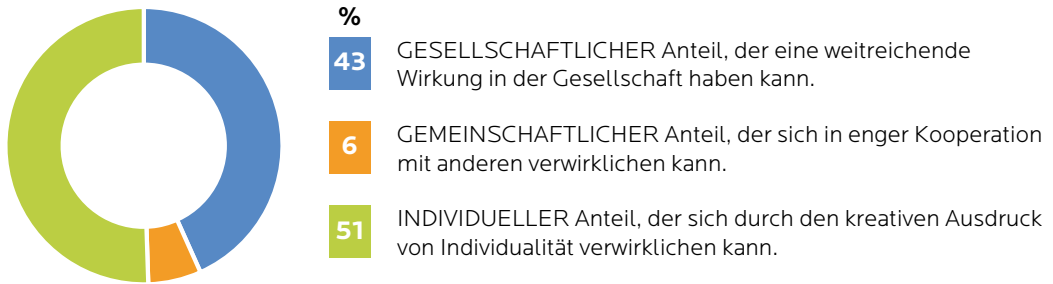 %
43
GESELLSCHAFTLICHER Anteil, der eine weitreichende
Wirkung in der Gesellschaft haben kann.
6
GEMEINSCHAFTLICHER Anteil, der sich in enger Kooperation
mit anderen verwirklichen kann.
51
INDIVIDUELLER Anteil, der sich durch den kreativen Ausdruck
von Individualität verwirklichen kann.